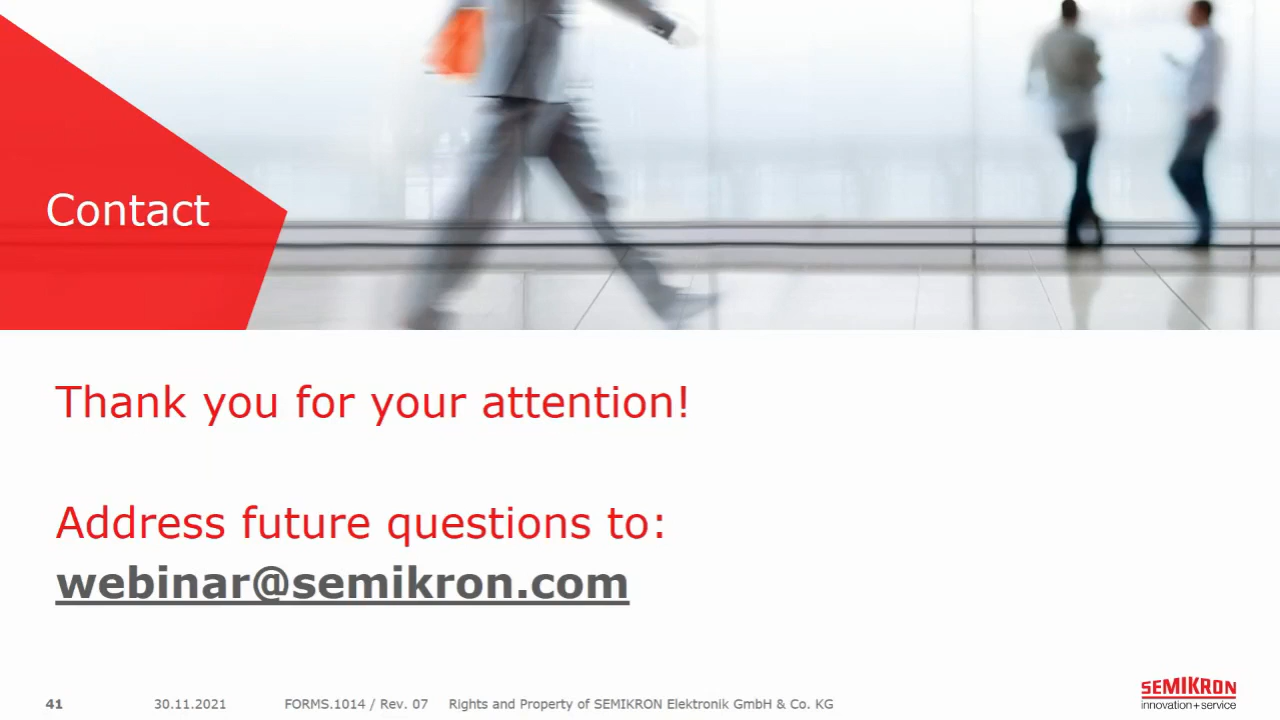 Contact
Thank you for your attention!
Address future questions to:
webinar@semikron.com
41 30.11.2021 FORMS.1014 / Rev. 07 Rights and Property of SEMIKRON Elektronik GmbH & Co. KG
SEMIKRON
innovation+service